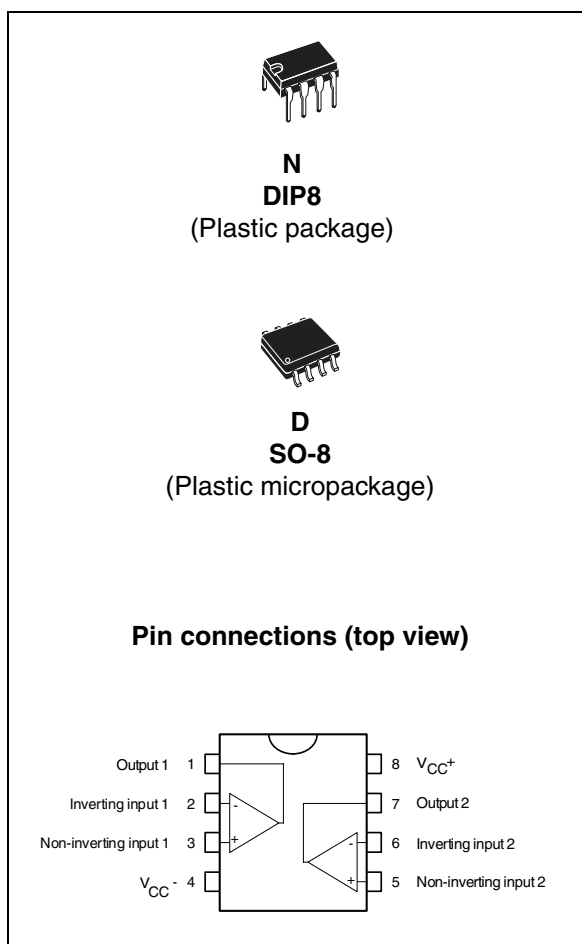 N
DIP8
(Plastic package)
D
SO-8
(Plastic micropackage)
Pin connections (top view)
Output 1 1
8 VCC+
Inverting input 1 2
-
7 Output 2
Non-inverting input 1 3
+
-
6 Inverting input 2
VCC - 4
+
5 Non-inverting input 2